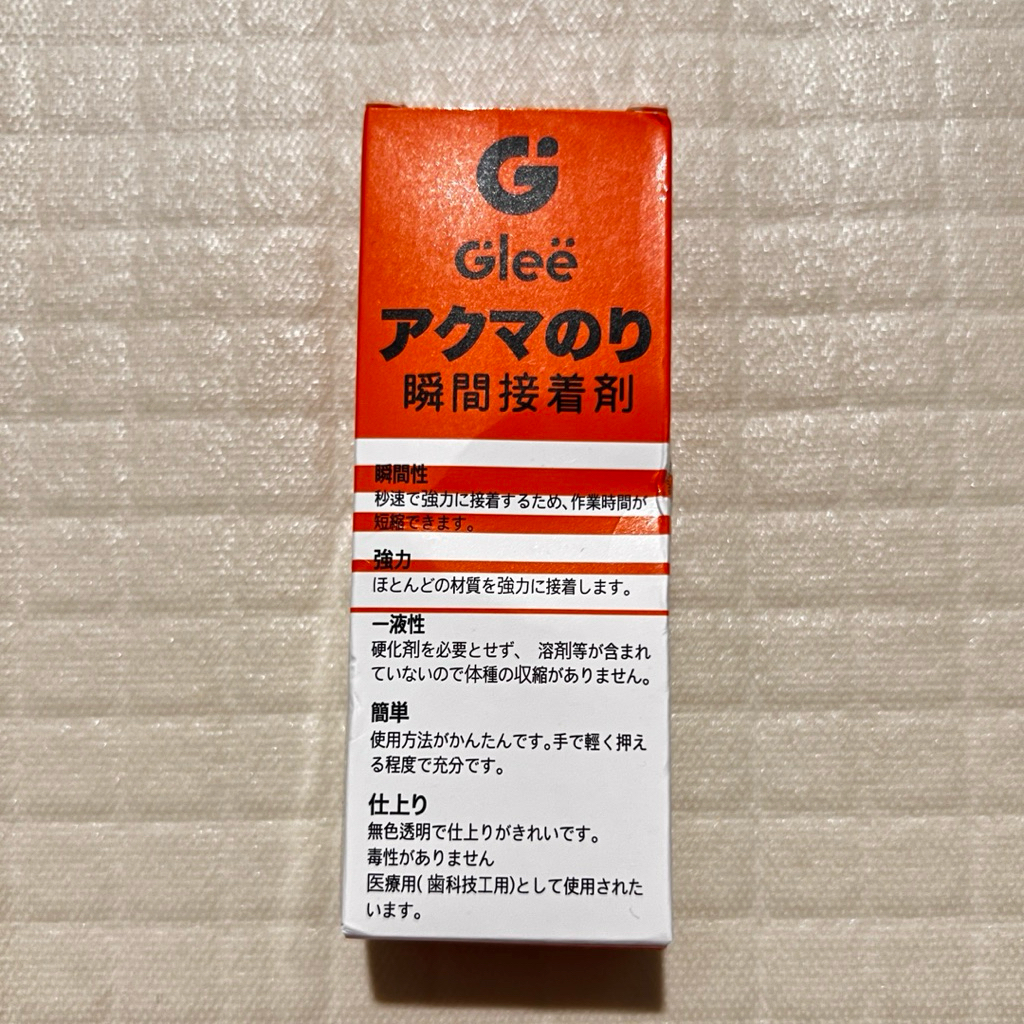 G
Gleë
アクマのり
瞬間接着剤
瞬間性
秒速で強力に接着するため、作業時間が
短縮できます。
強力
ほとんどの材質を強力に接着します。
一液性
硬化剤を必要とせず、 溶剤等が含まれ
ていないので体種の収縮がありません。
簡単
使用方法がかんたんです。手で輕く押え
る程度で充分です。
仕上り
無色透明で仕上りがきれいです。
毒性がありません
医療用( 歯科技工用)として使用された
います。